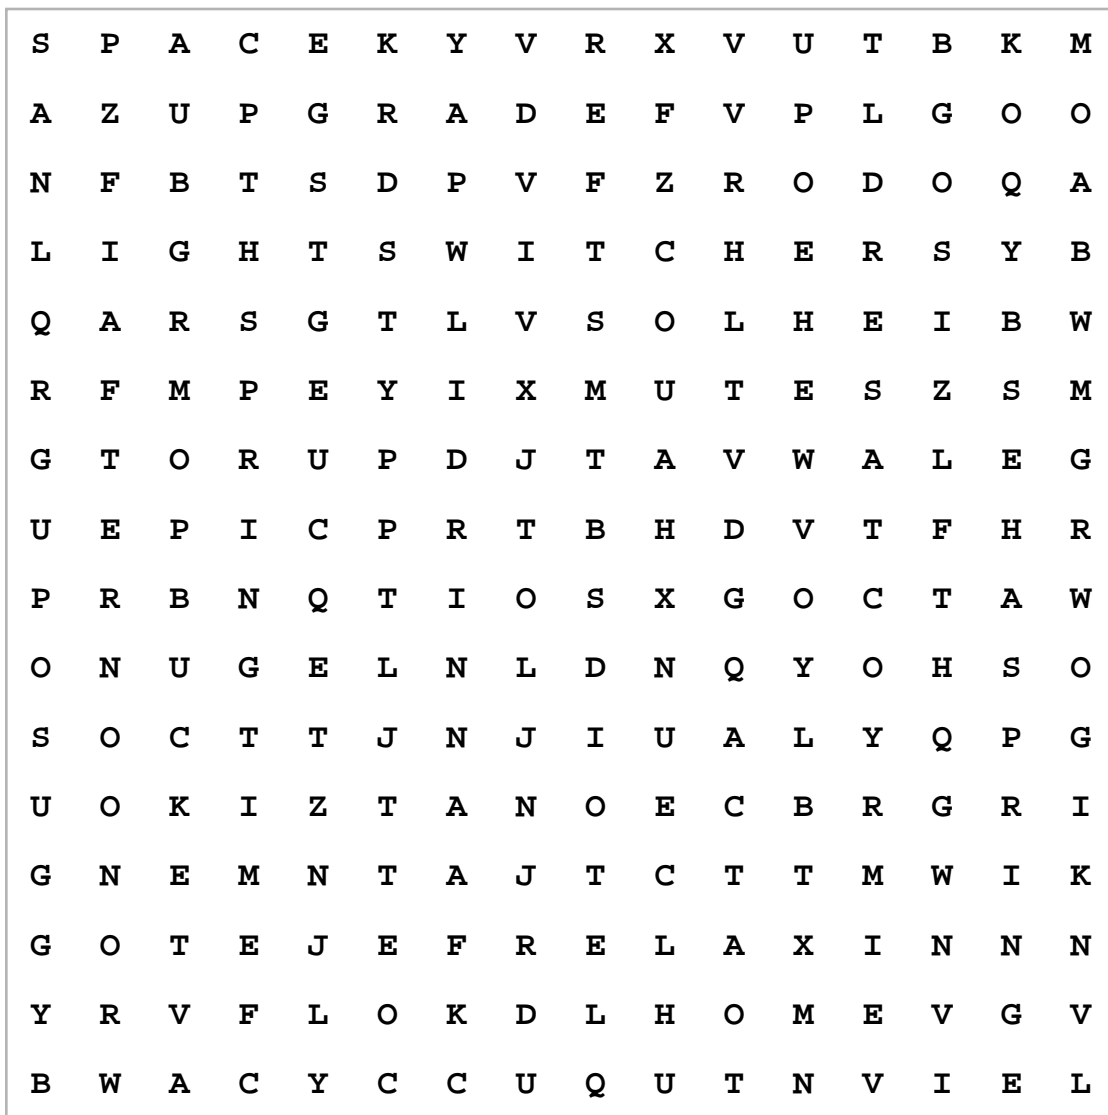 S P A C E K Y V R X V U T B K M
A Z U P G R A D E F V P L G O O
N F B T S D P V F Z R O D O Q A
L I G H T S W I T C H E R S Y B
Q A R S G T L V S O L H E I B W
R F M P E Y I X M U T E S Z S M
G T O R U P D J T A V W A L E G
U E P I C P R T B H D V T F H R
P R B N Q T I O S X G O C T A W
O N U G E L N L D N Q Y O H S O
S O C T T J N J I U A L Y Q P G
U O K I Z T A N O E C B R G R I
G N E M N T A J T C T T M W I K
G O T E J E F R E L A X I N N N
Y R V F L O K D L H O M E V G V
B W A C Y C C U Q U T N V I E L